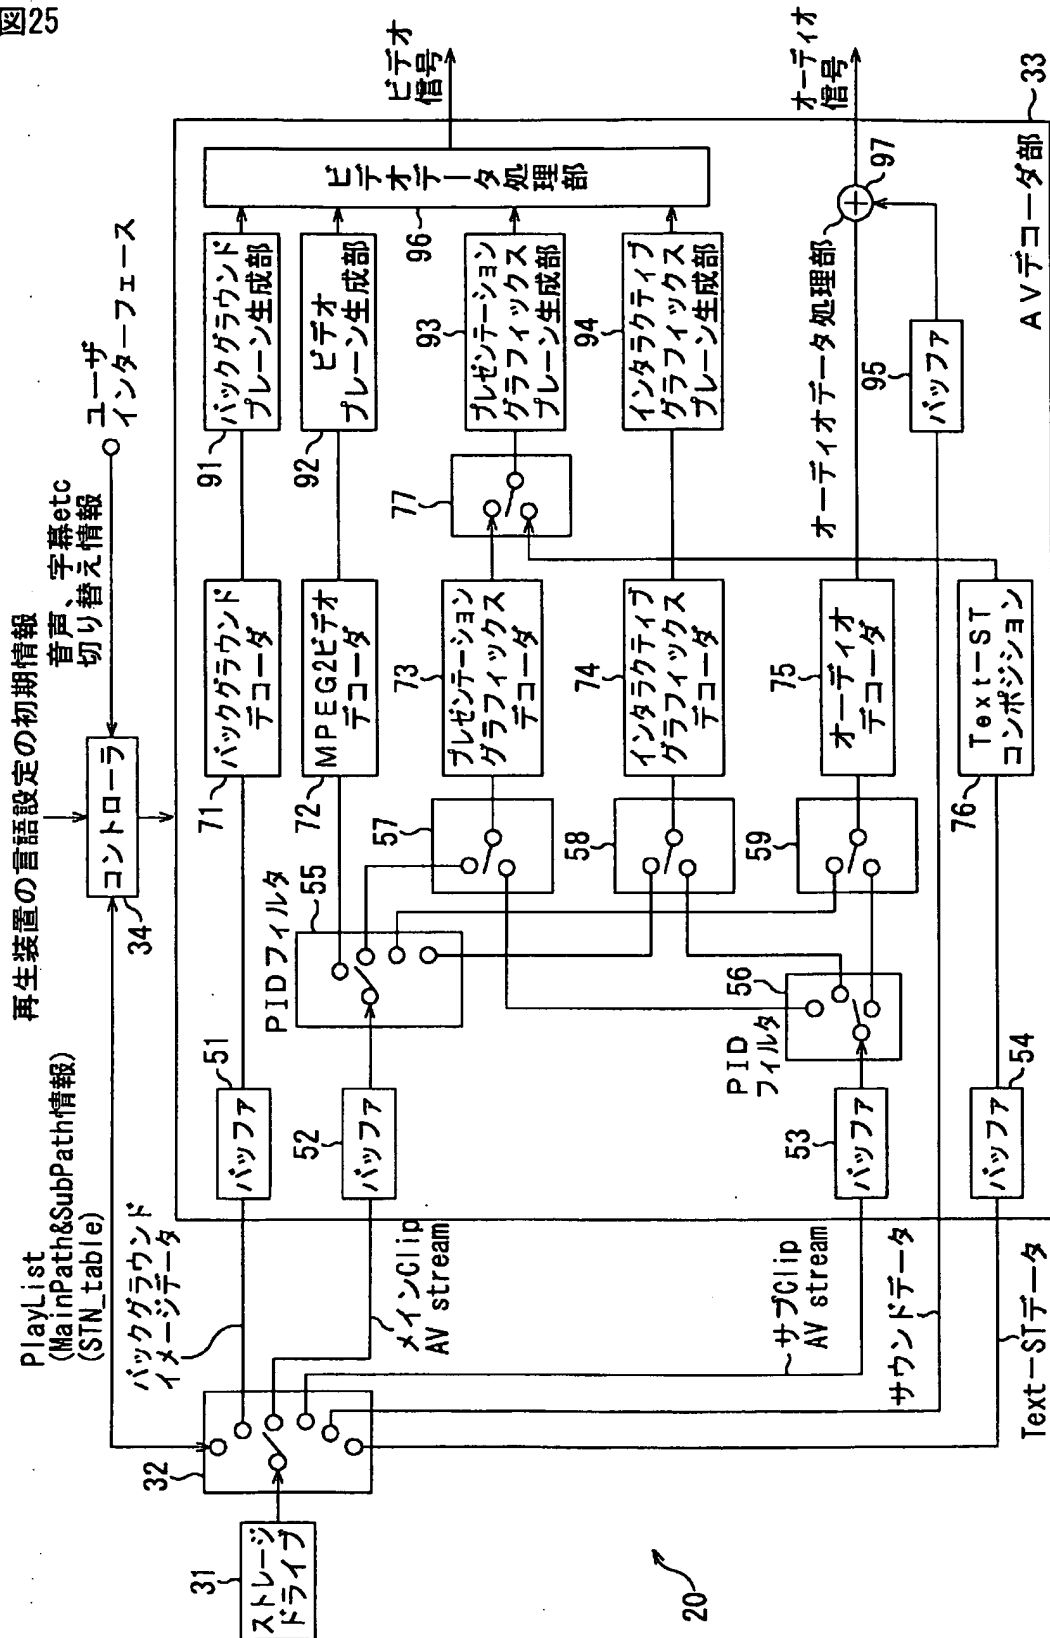 図25
再生装置の言語設定の初期情報
音声、字幕etc
切り替え情報
ユーザ
インターフェース
PlayList
(MainPath&SubPath情報)
(STN_table)
コントローラ
34
バックグラウンド
イメージデータ
メインClip
AV stream
サブClip
AV stream
サウンドデータ
Text－STデータ
ストレージ
ドライブ
31
32
20
バッファ
51
バッファ
52
バッファ
53
バッファ
54
PIDフィルタ
55
PID
フィルタ
56
57
58
59
バックグラウンド
デコーダ
71
MPEG2ビデオ
デコーダ
72
プレゼンテーション
グラフィックス
デコーダ
73
インタラクティブ
グラフィックス
デコーダ
74
オーディオ
デコーダ
75
Text－ST
コンポジション
76
77
バックグラウンド
プレーン生成部
91
ビデオ
プレーン生成部
92
プレゼンテーション
グラフィックス
プレーン生成部
93
インタラクティブ
グラフィックス
プレーン生成部
94
バッファ
95
ビデオデータ処理部
96
オーディオデータ処理部
97
ビデオ
信号
オーディオ
信号
AVデコーダ部
33